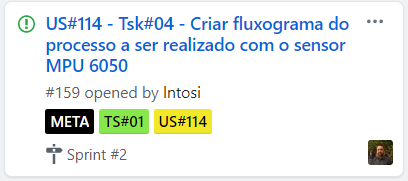 US#114 - Tsk#04 - Criar fluxograma do
processo a ser realizado com o sensor
MPU 6050
#159 opened by Intosi
META TS#01 US#114
Sprint #2